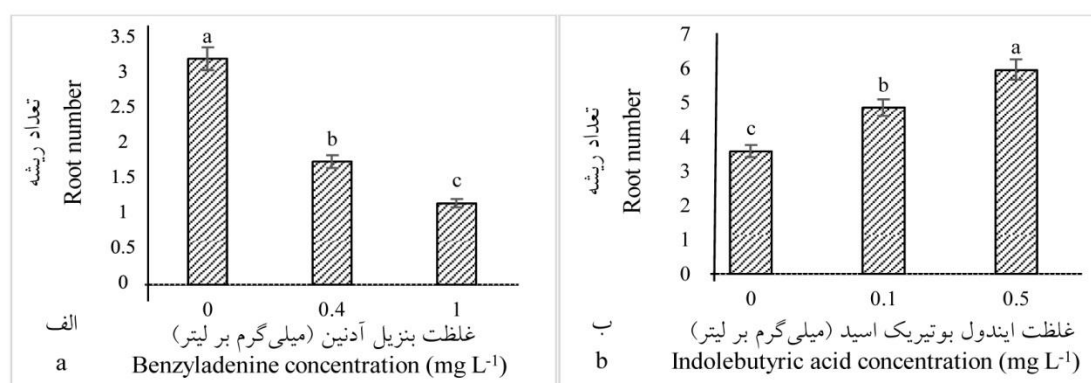 3.5
3
2.5
2
1.5
1
0.5
0
تعداد ریشه
Root number
a
b
c
0 0.4 1
غلظت بنزیل آدنین (میلی‌گرم بر لیتر)
الف
a Benzyladenine concentration (mg L⁻¹)
7
6
5
4
3
2
1
0
تعداد ریشه
Root number
c
b
a
0 0.1 0.5
غلظت ایندول بوتیریک اسید (میلی‌گرم بر لیتر)
ب
b Indolebutyric acid concentration (mg L⁻¹)